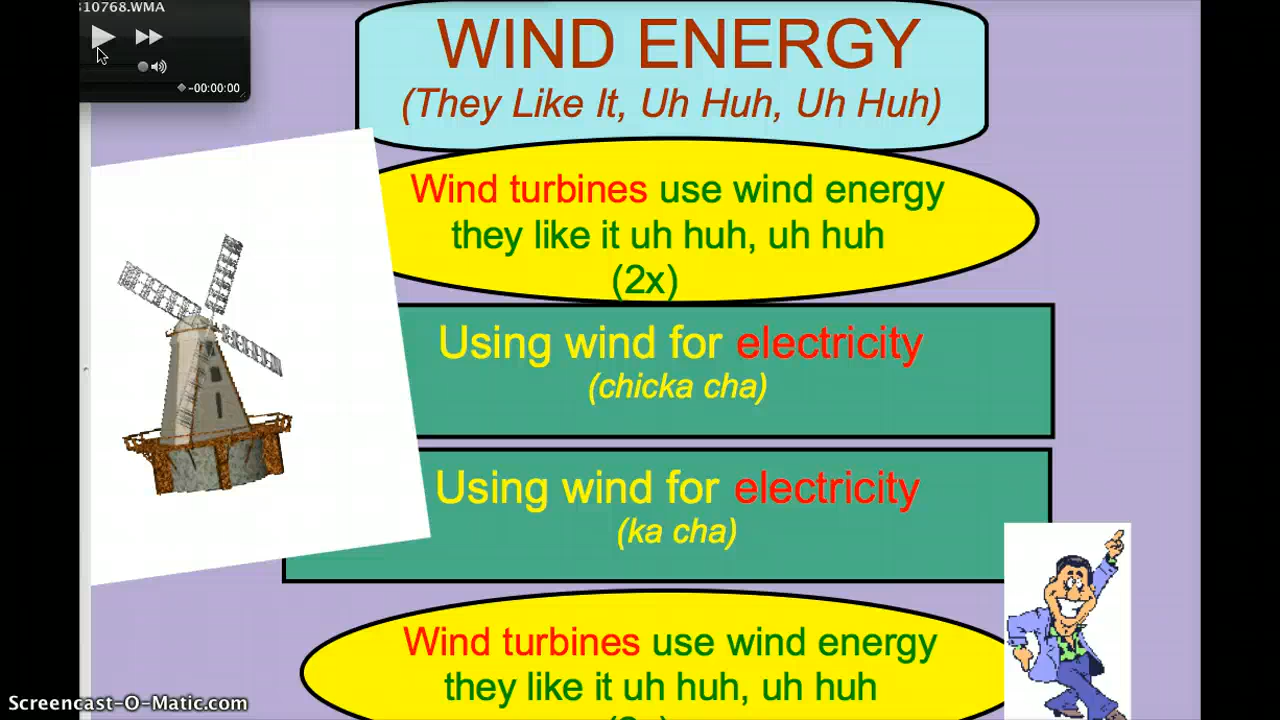 10768.WMA
-00:00:00
WIND ENERGY
(They Like It, Uh Huh, Uh Huh)
Wind turbines use wind energy
they like it uh huh, uh huh
(2x)
Using wind for electricity
(chicka cha)
Using wind for electricity
(ka cha)
Wind turbines use wind energy
they like it uh huh, uh huh
Screencast-O-Matic.com